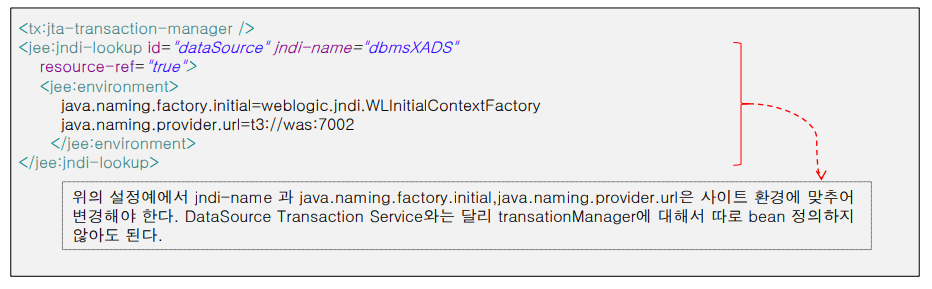 <tx:jta-transaction-manager />
<jee:jndi-lookup id="dataSource" jndi-name="dbmsXADS"
resource-ref="true">
<jee:environment>
java.naming.factory.initial=weblogic.jndi.WLInitialContextFactory
java.naming.provider.url=t3://was:7002
</jee:environment>
</jee:jndi-lookup>
위의 설정예에서 jndi-name 과 java.naming.factory.initial,java.naming.provider.url은 사이트 환경에 맞추어
변경해야 한다. DataSource Transaction Service와는 달리 transationManager에 대해서 따로 bean 정의하지
않아도 된다.